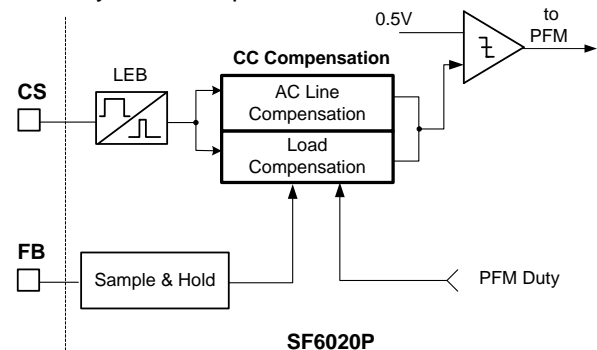 0.5V
to
PFM
CC Compensation
LEB
CS
AC Line
Compensation
Load
Compensation
FB
Sample & Hold
PFM Duty
SF6020P